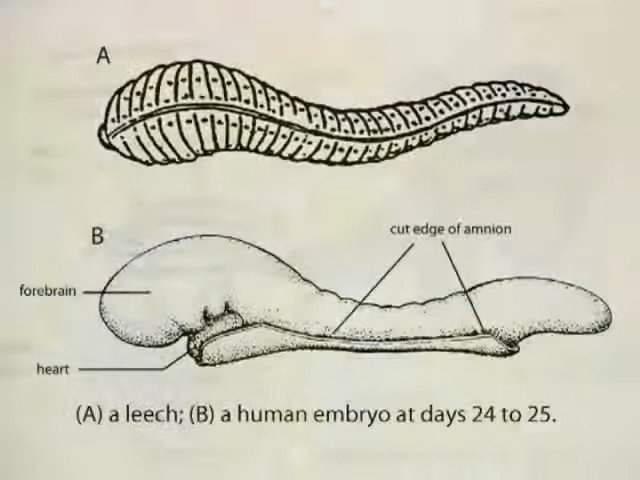 A
B
cut edge of amnion
forebrain
heart
(A) a leech; (B) a human embryo at days 24 to 25.